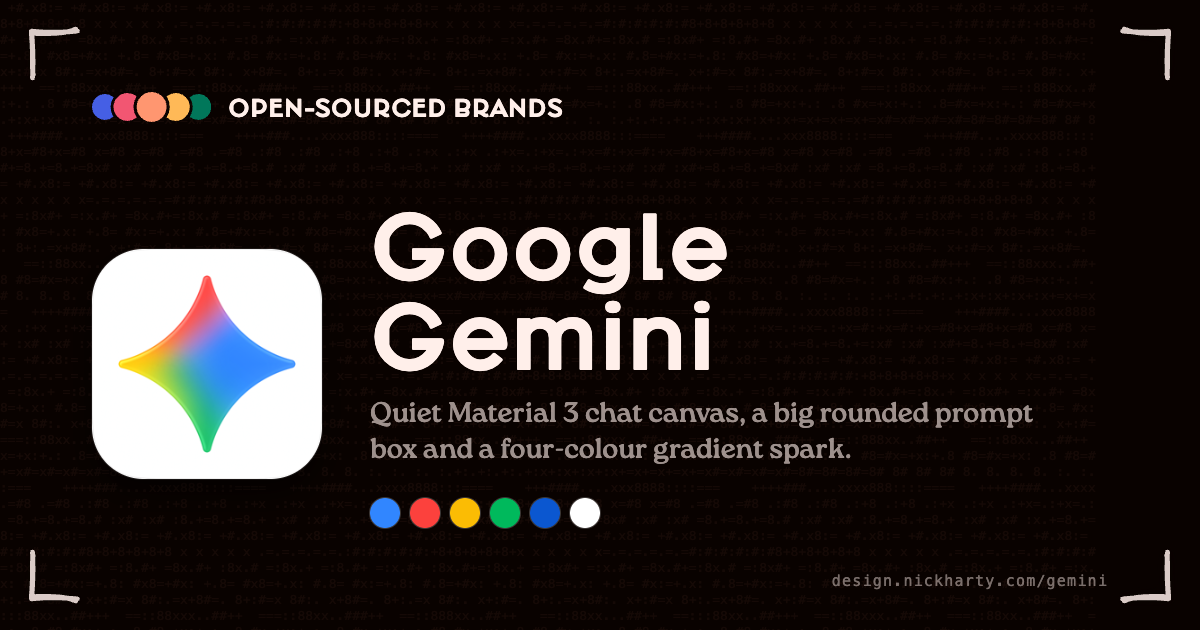 OPEN-SOURCED BRANDS
Google
Gemini
Quiet Material 3 chat canvas, a big rounded prompt
box and a four-colour gradient spark.
design.nickharty.com/gemini